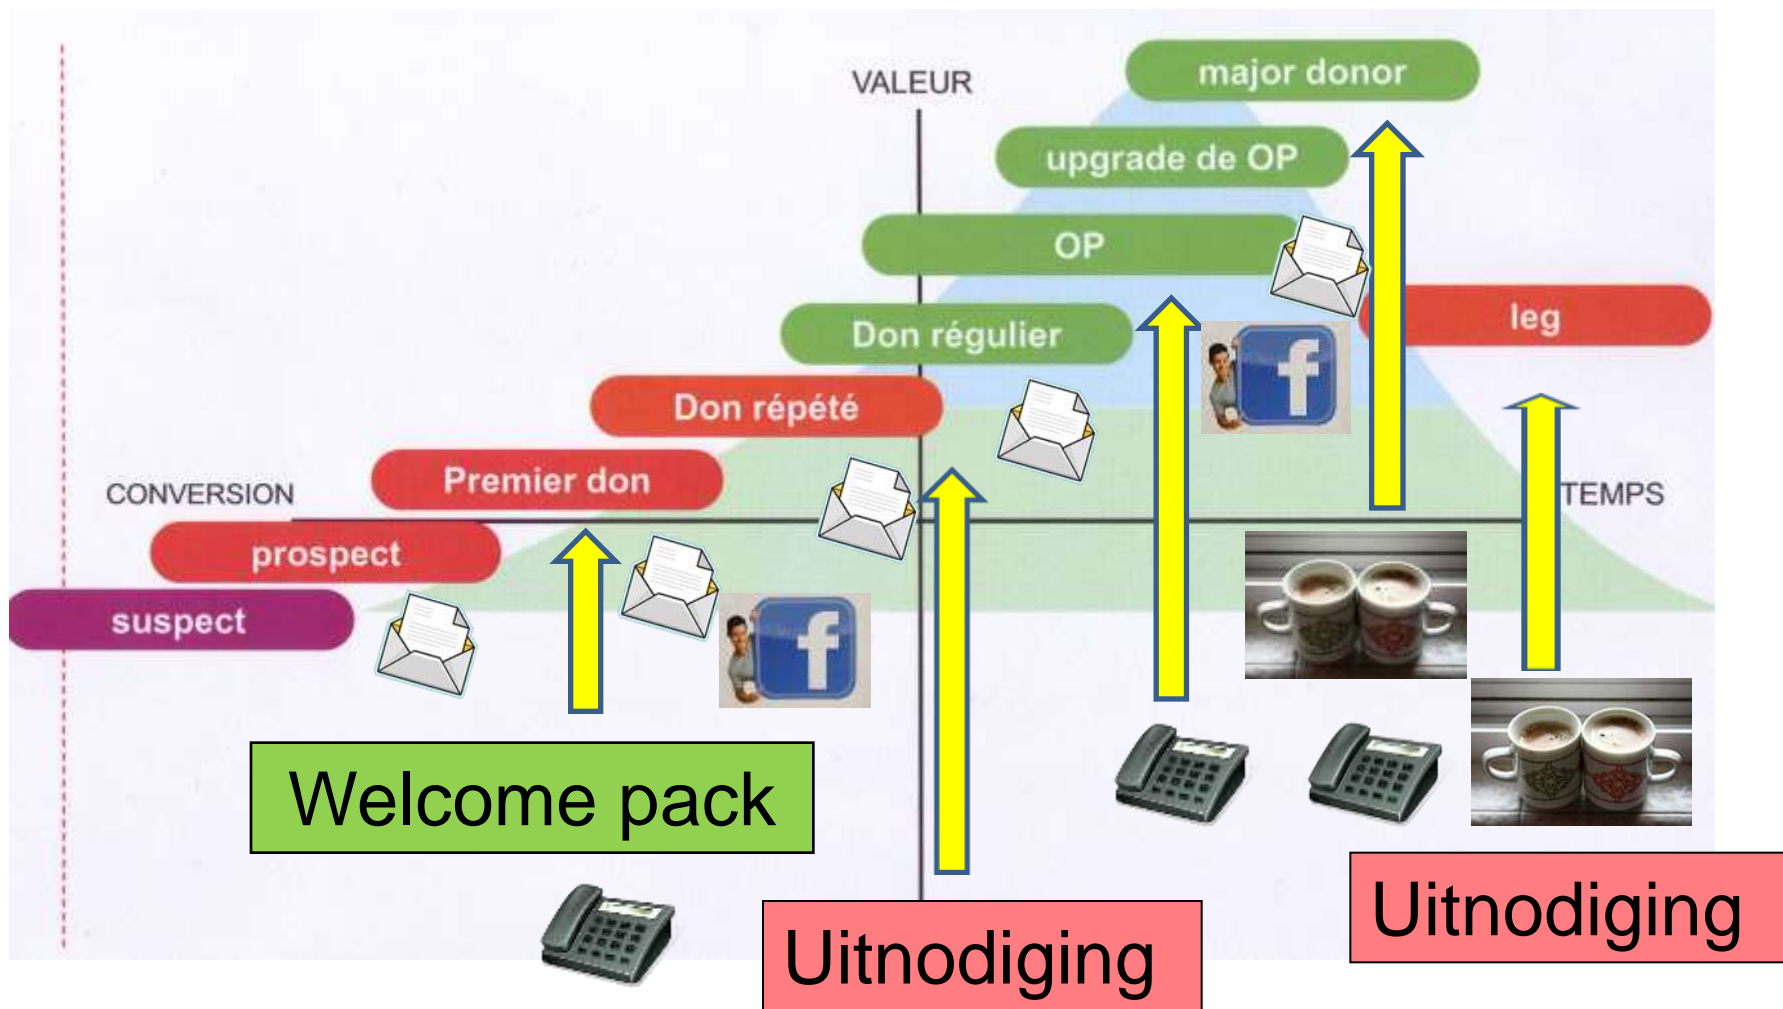 major donor
VALEUR
upgrade de OP
OP
leg
Don régulier
Don répété
Premier don
CONVERSION
TEMPS
prospect
suspect
Welcome pack
Uitnodiging
Uitnodiging